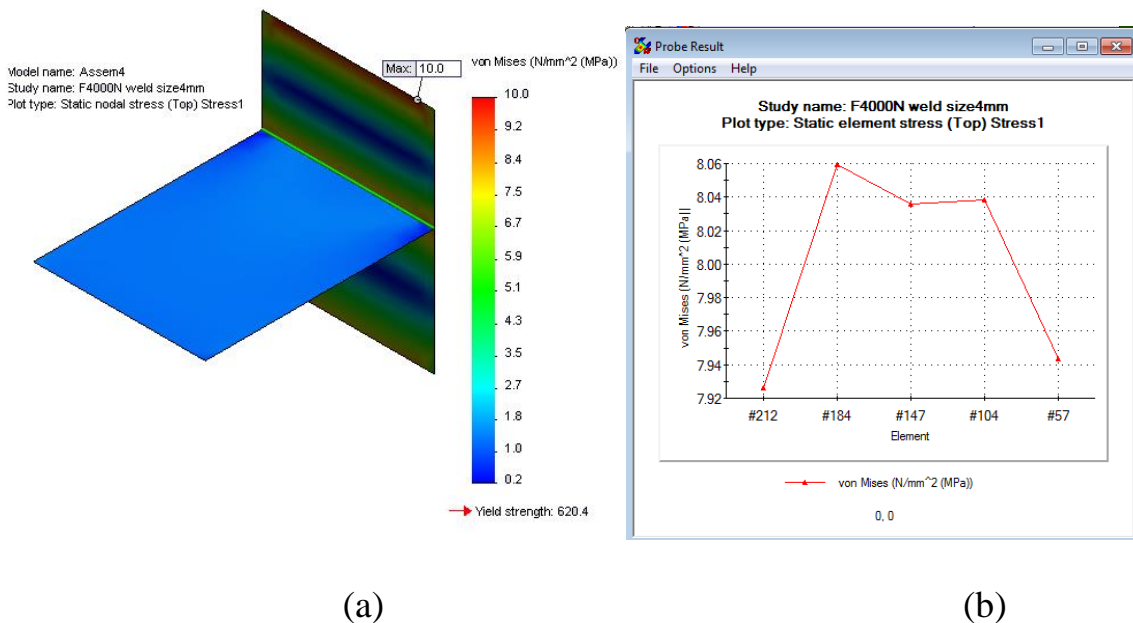 Model name: Assem4
Study name: F4000N weld size4mm
Plot type: Static nodal stress (Top) Stress1
Max: 10.0
von Mises (N/mm^2 (MPa))
10.0
9.2
8.4
7.5
6.7
5.9
5.1
4.3
3.5
2.7
1.8
1.0
0.2
Yield strength: 620.4
(a)
Probe Result
File Options Help
Study name: F4000N weld size4mm
Plot type: Static element stress (Top) Stress1
von Mises (N/mm^2 (MPa))
8.06
8.04
8.02
8.00
7.98
7.96
7.94
7.92
#212 #184 #147 #104 #57
Element
von Mises (N/mm^2 (MPa))
0, 0
(b)